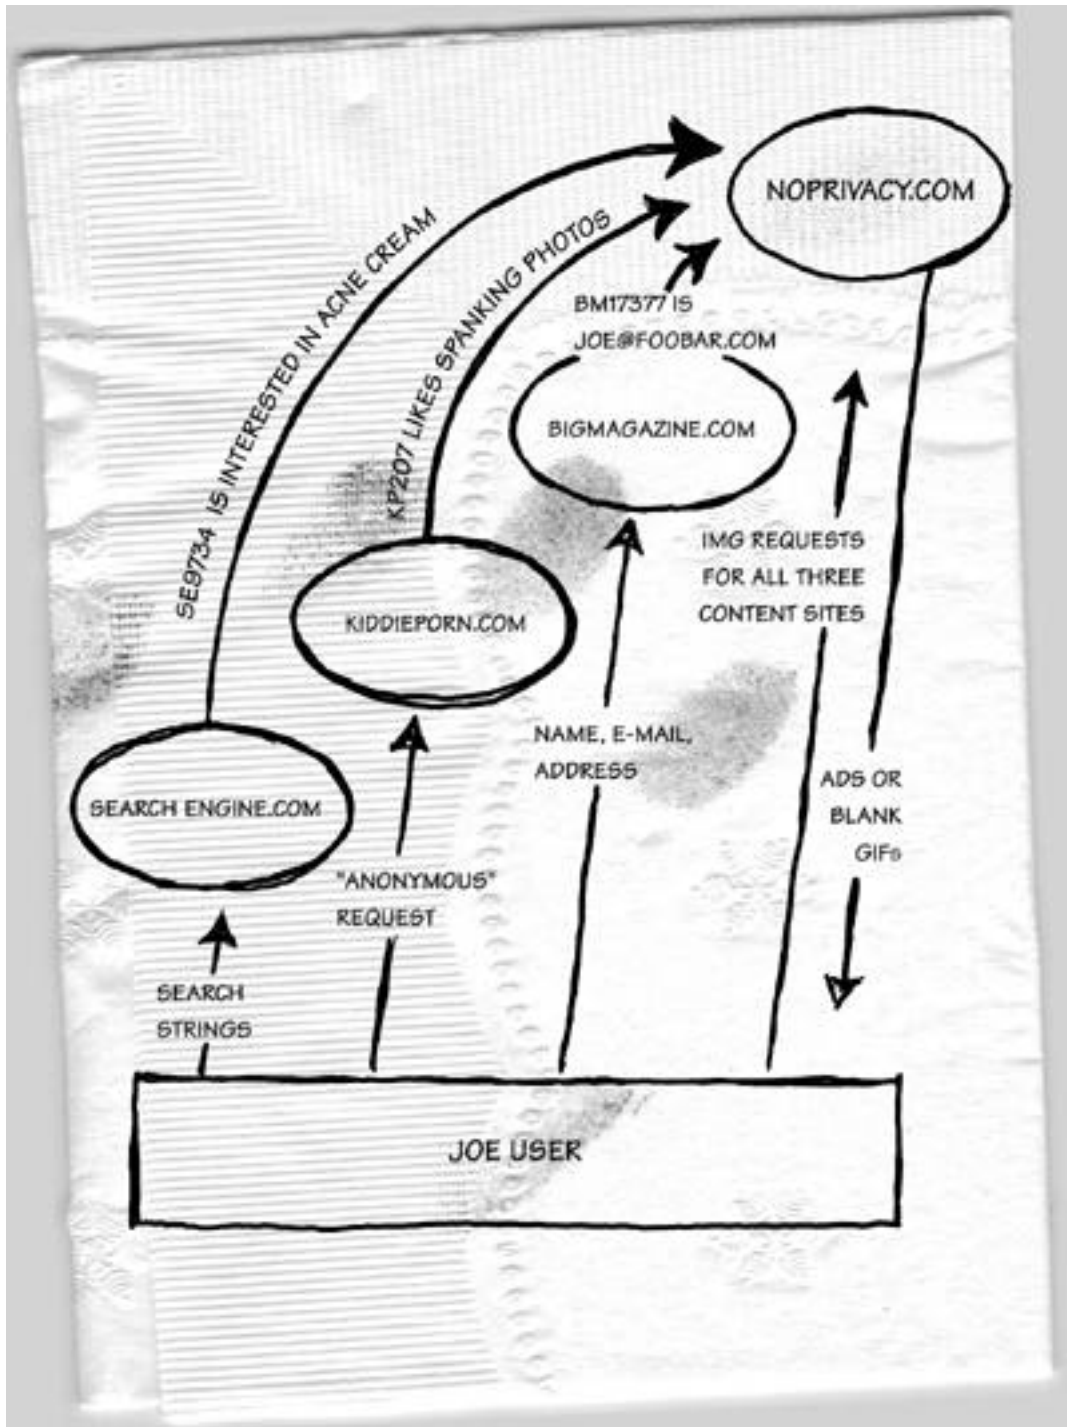 NOPRIVACY.COM
SE9734 IS INTERESTED IN ACNE CREAM
KP207 LIKES SPANKING PHOTOS
BM17377 IS
JOE@FOOBAR.COM
BIGMAGAZINE.COM
IMG REQUESTS
FOR ALL THREE
CONTENT SITES
KIDDIEPORN.COM
NAME, E-MAIL,
ADDRESS
ADS OR
BLANK
GIFs
SEARCH ENGINE.COM
"ANONYMOUS"
REQUEST
SEARCH
STRINGS
JOE USER